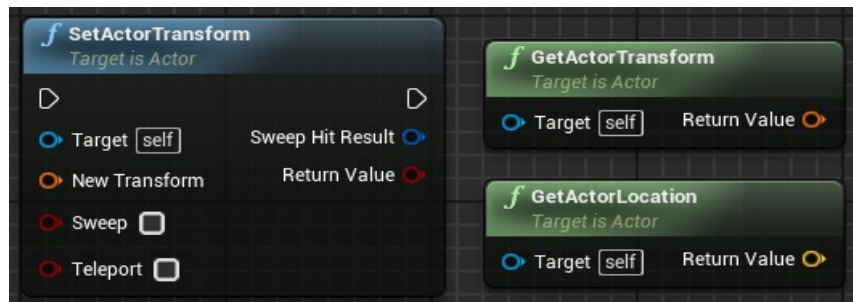 f SetActorTransform
Target is Actor
Target self
Sweep Hit Result
New Transform
Return Value
Sweep
Teleport
f GetActorTransform
Target is Actor
Target self
Return Value
f GetActorLocation
Target is Actor
Target self
Return Value